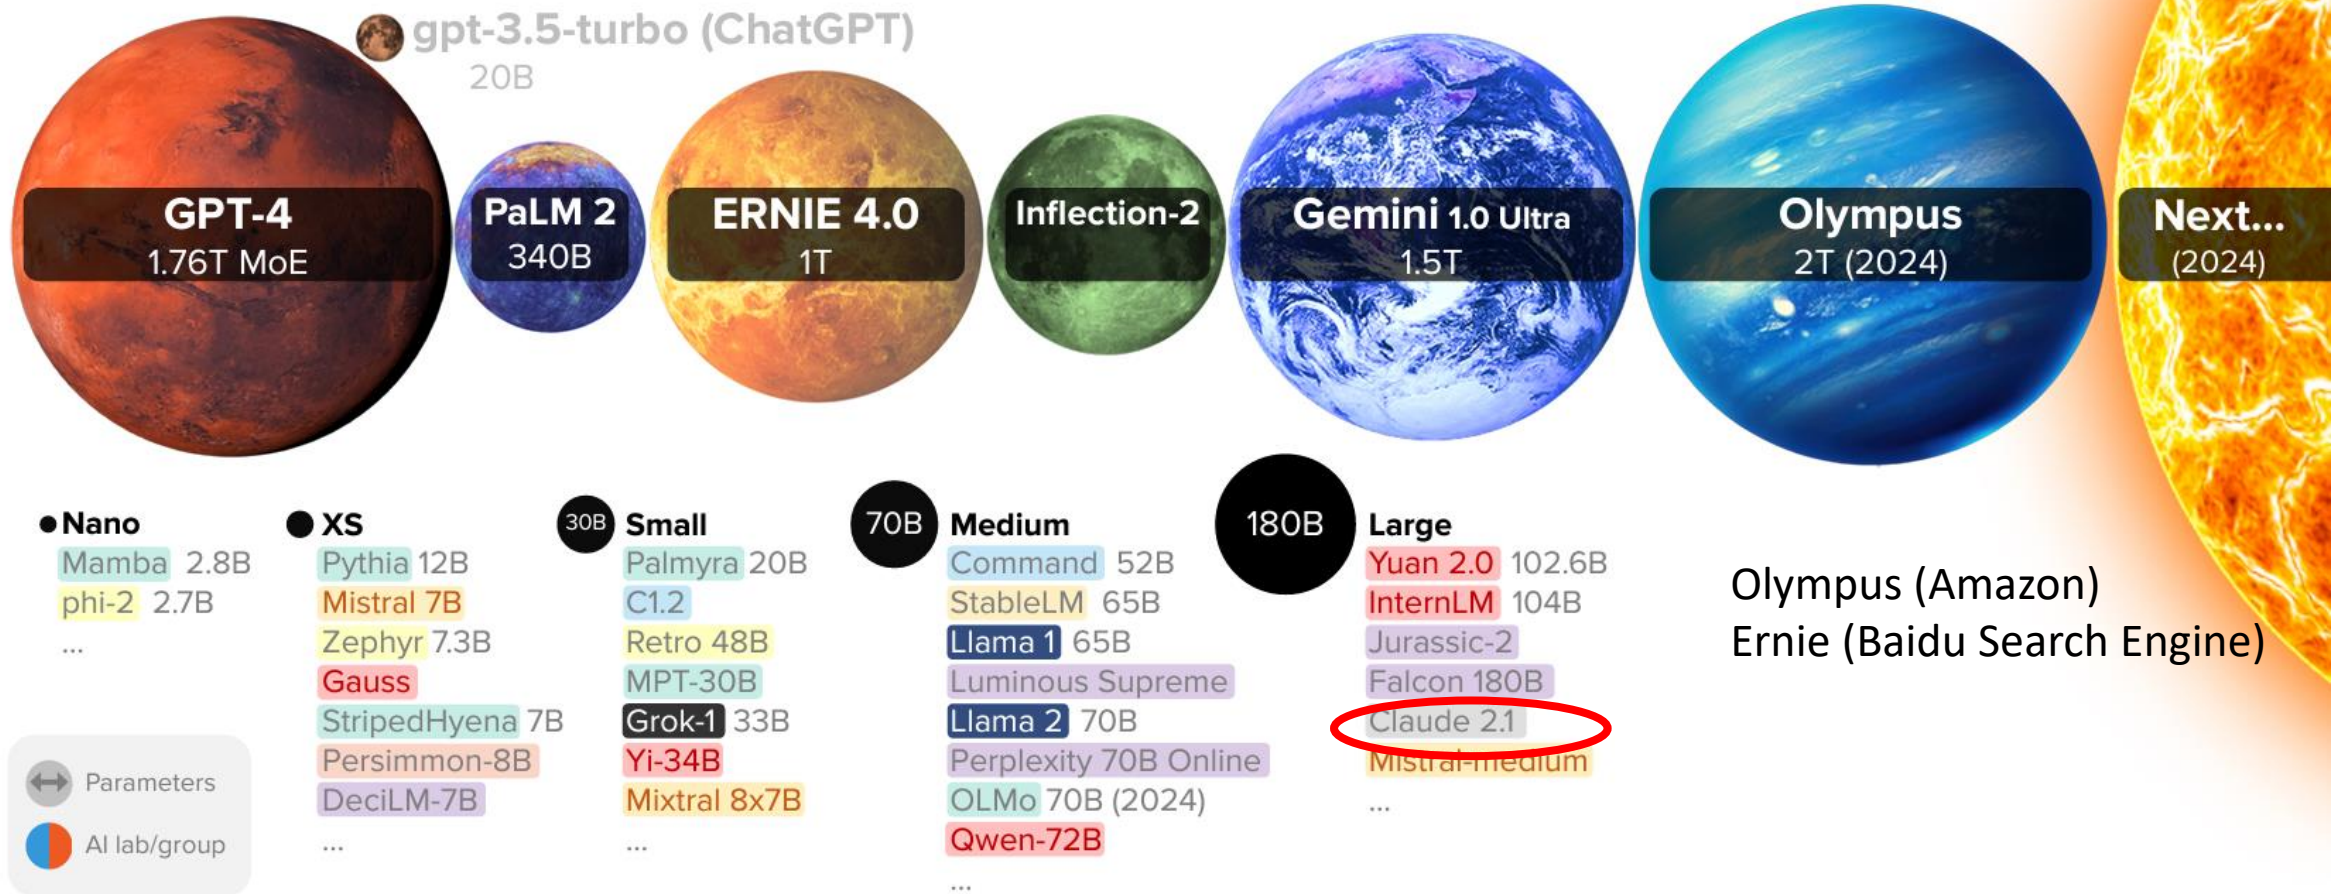 gpt-3.5-turbo (ChatGPT)
20B
GPT-4
1.76T MoE
PaLM 2
340B
ERNIE 4.0
1T
Inflection-2
Gemini 1.0 Ultra
1.5T
Olympus
2T (2024)
Next...
(2024)
Nano
Mamba 2.8B
phi-2 2.7B
...
XS
Pythia 12B
Mistral 7B
Zephyr 7.3B
Gauss
StripedHyena 7B
Persimmon-8B
DeciLM-7B
...
30B Small
Palmyra 20B
C1.2
Retro 48B
MPT-30B
Grok-1 33B
Yi-34B
Mixtral 8x7B
...
70B Medium
Command 52B
StableLM 65B
Llama 1 65B
Luminous Supreme
Llama 2 70B
Perplexity 70B Online
OLMo 70B (2024)
Qwen-72B
...
180B Large
Yuan 2.0 102.6B
InternLM 104B
Jurassic-2
Falcon 180B
Claude 2.1
Mistral-medium
...
Olympus (Amazon)
Ernie (Baidu Search Engine)
Parameters
AI lab/group